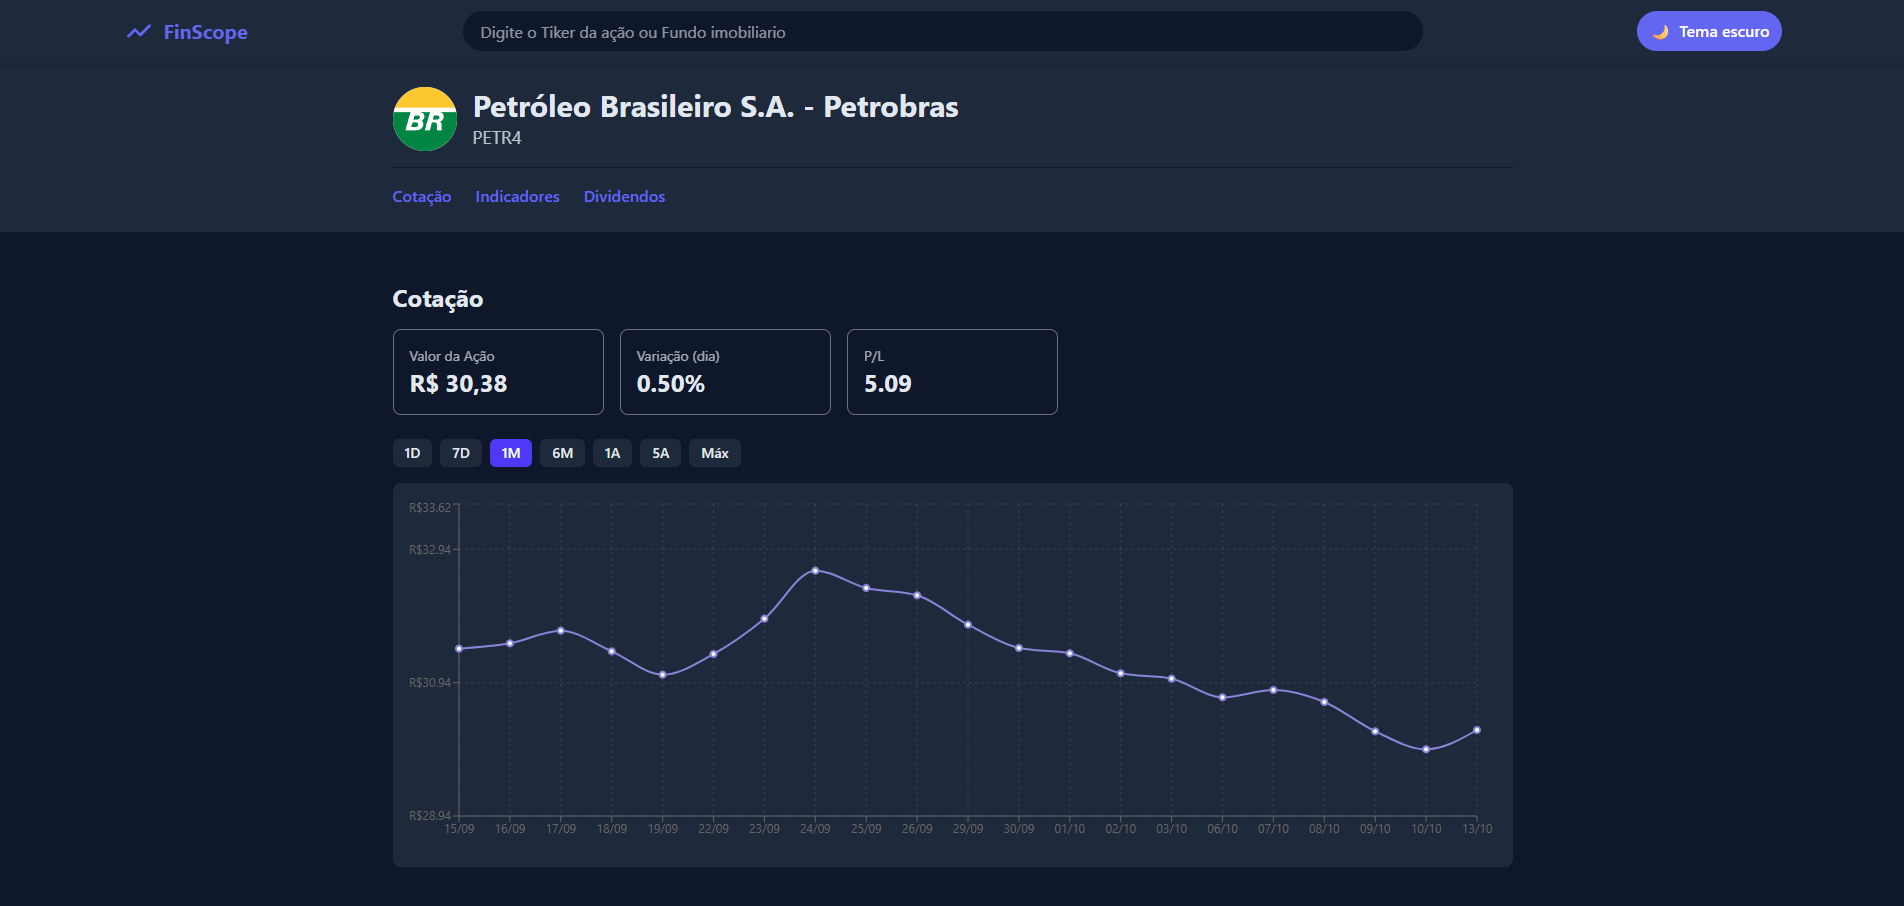 FinScope
Digite o Tiker da ação ou Fundo imobiliario
Tema escuro
BR
Petróleo Brasileiro S.A. - Petrobras
PETR4
Cotação Indicadores Dividendos
Cotação
Valor da Ação
R$ 30,38
Variação (dia)
0.50%
P/L
5.09
1D 7D 1M 6M 1A 5A Máx
R$33.62
R$32.94
R$30.94
R$28.94
15/09 16/09 17/09 18/09 19/09 22/09 23/09 24/09 25/09 26/09 29/09 30/09 01/10 02/10 03/10 06/10 07/10 08/10 09/10 10/10 13/10